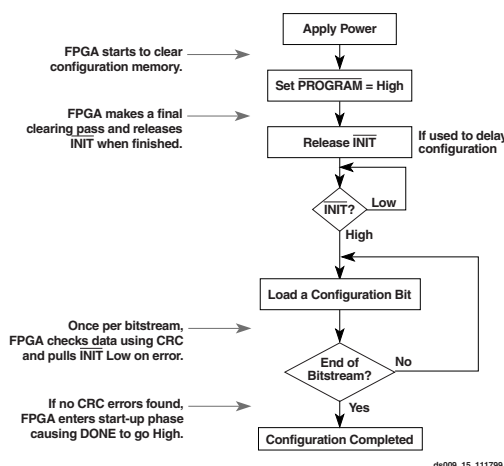 Apply Power
FPGA starts to clear
configuration memory.
Set PROGRAM = High
FPGA makes a final
clearing pass and releases
INIT when finished.
Release INIT
If used to delay
configuration
INIT?
Low
High
Load a Configuration Bit
Once per bitstream,
FPGA checks data using CRC
and pulls INIT Low on error.
End of
Bitstream?
No
Yes
If no CRC errors found,
FPGA enters start-up phase
causing DONE to go High.
Configuration Completed
ds009_15_111799